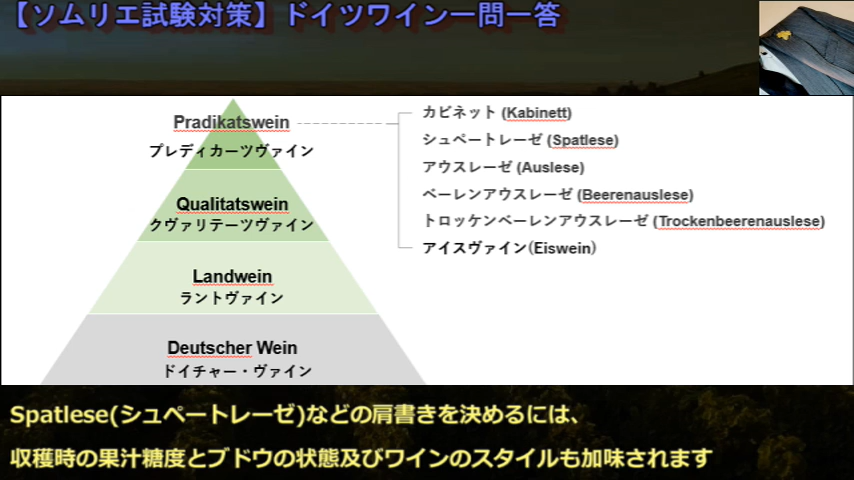 【ソムリエ試験対策】ドイツワイン一問一答
Pradikatswein
プレディカーツヴァイン
カビネット (Kabinett)
シュペートレーゼ (Spatlese)
アウスレーゼ (Auslese)
ベーレンアウスレーゼ (Beerenauslese)
トロッケンベーレンアウスレーゼ (Trockenbeerenauslese)
アイスヴァイン(Eiswein)
Qualitatswein
クヴァリテーツヴァイン
Landwein
ラントヴァイン
Deutscher Wein
ドイチャー・ヴァイン
Spatlese(シュペートレーゼ)などの肩書きを決めるには、
収穫時の果汁糖度とブドウの状態及びワインのスタイルも加味されます